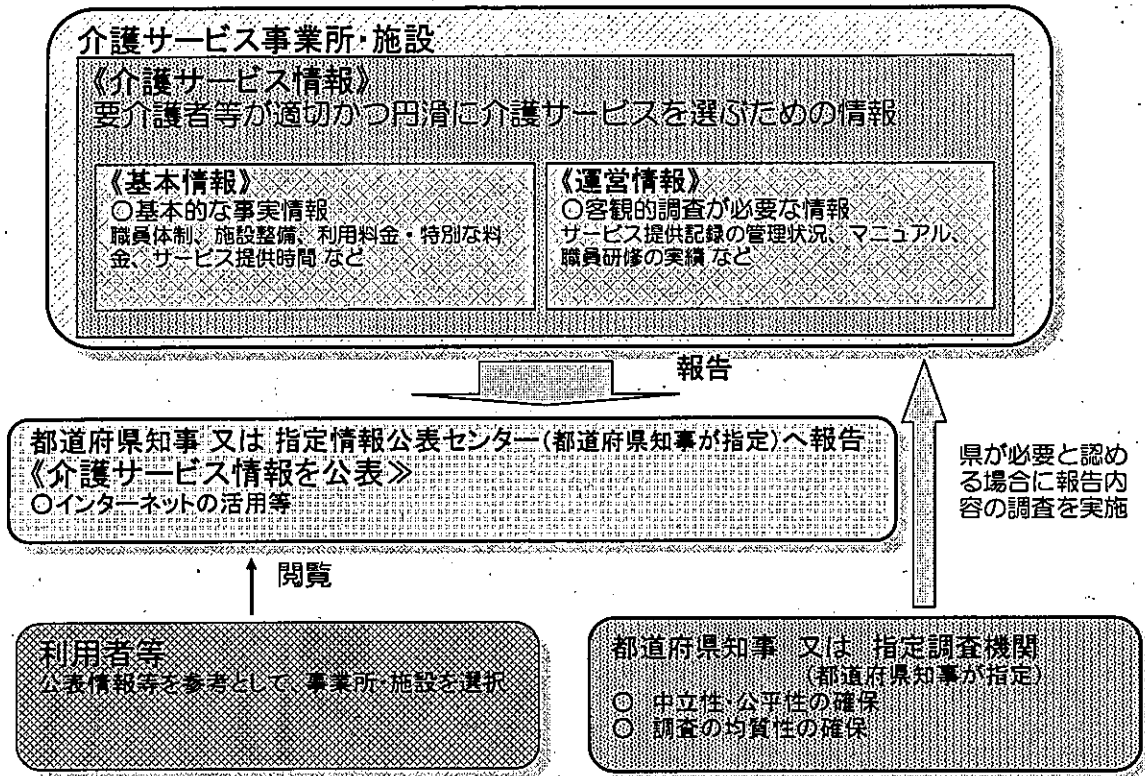 介護サービス事業所・施設
《介護サービス情報》
要介護者等が適切かつ円滑に介護サービスを選ぶための情報
《基本情報》
〇基本的な事実情報
職員体制、施設整備、利用料金・特別な料
金、サービス提供時間 など
《運営情報》
〇客観的調査が必要な情報
サービス提供記録の管理状況、マニュアル、
職員研修の実績 など
報告
都道府県知事 又は 指定情報公表センター(都道府県知事が指定)へ報告
《介護サービス情報を公表≫
〇インターネットの活用等
県が必要と認め
る場合に報告内
容の調査を実施
閲覧
利用者等
公表情報等を参考として、事業所・施設を選択
都道府県知事 又は 指定調査機関
(都道府県知事が指定)
〇 中立性・公平性の確保
〇 調査の均質性の確保